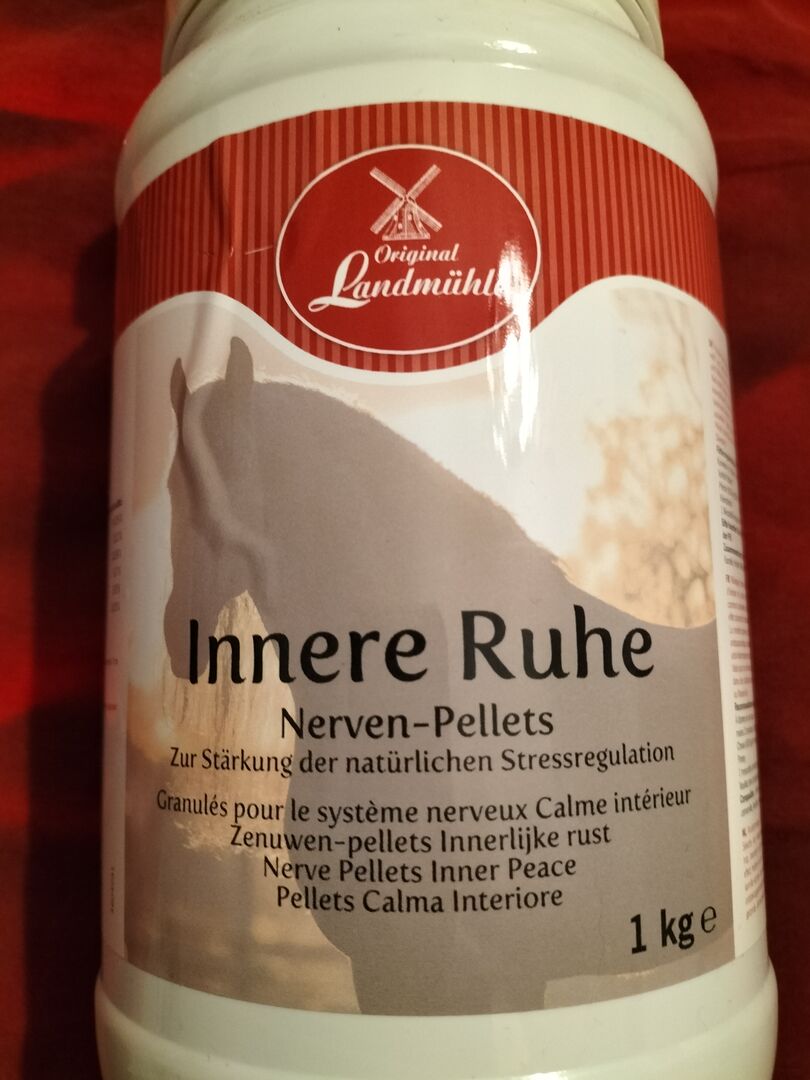 Original
Landmühle
Innere Ruhe
Nerven-Pellets
Zur Stärkung der natürlichen Stressregulation
Granulés pour le système nerveux Calme intérieur
Zenuwen-pellets Innerlijke rust
Nerve Pellets Inner Peace
Pellets Calma Interiore
1 kg e